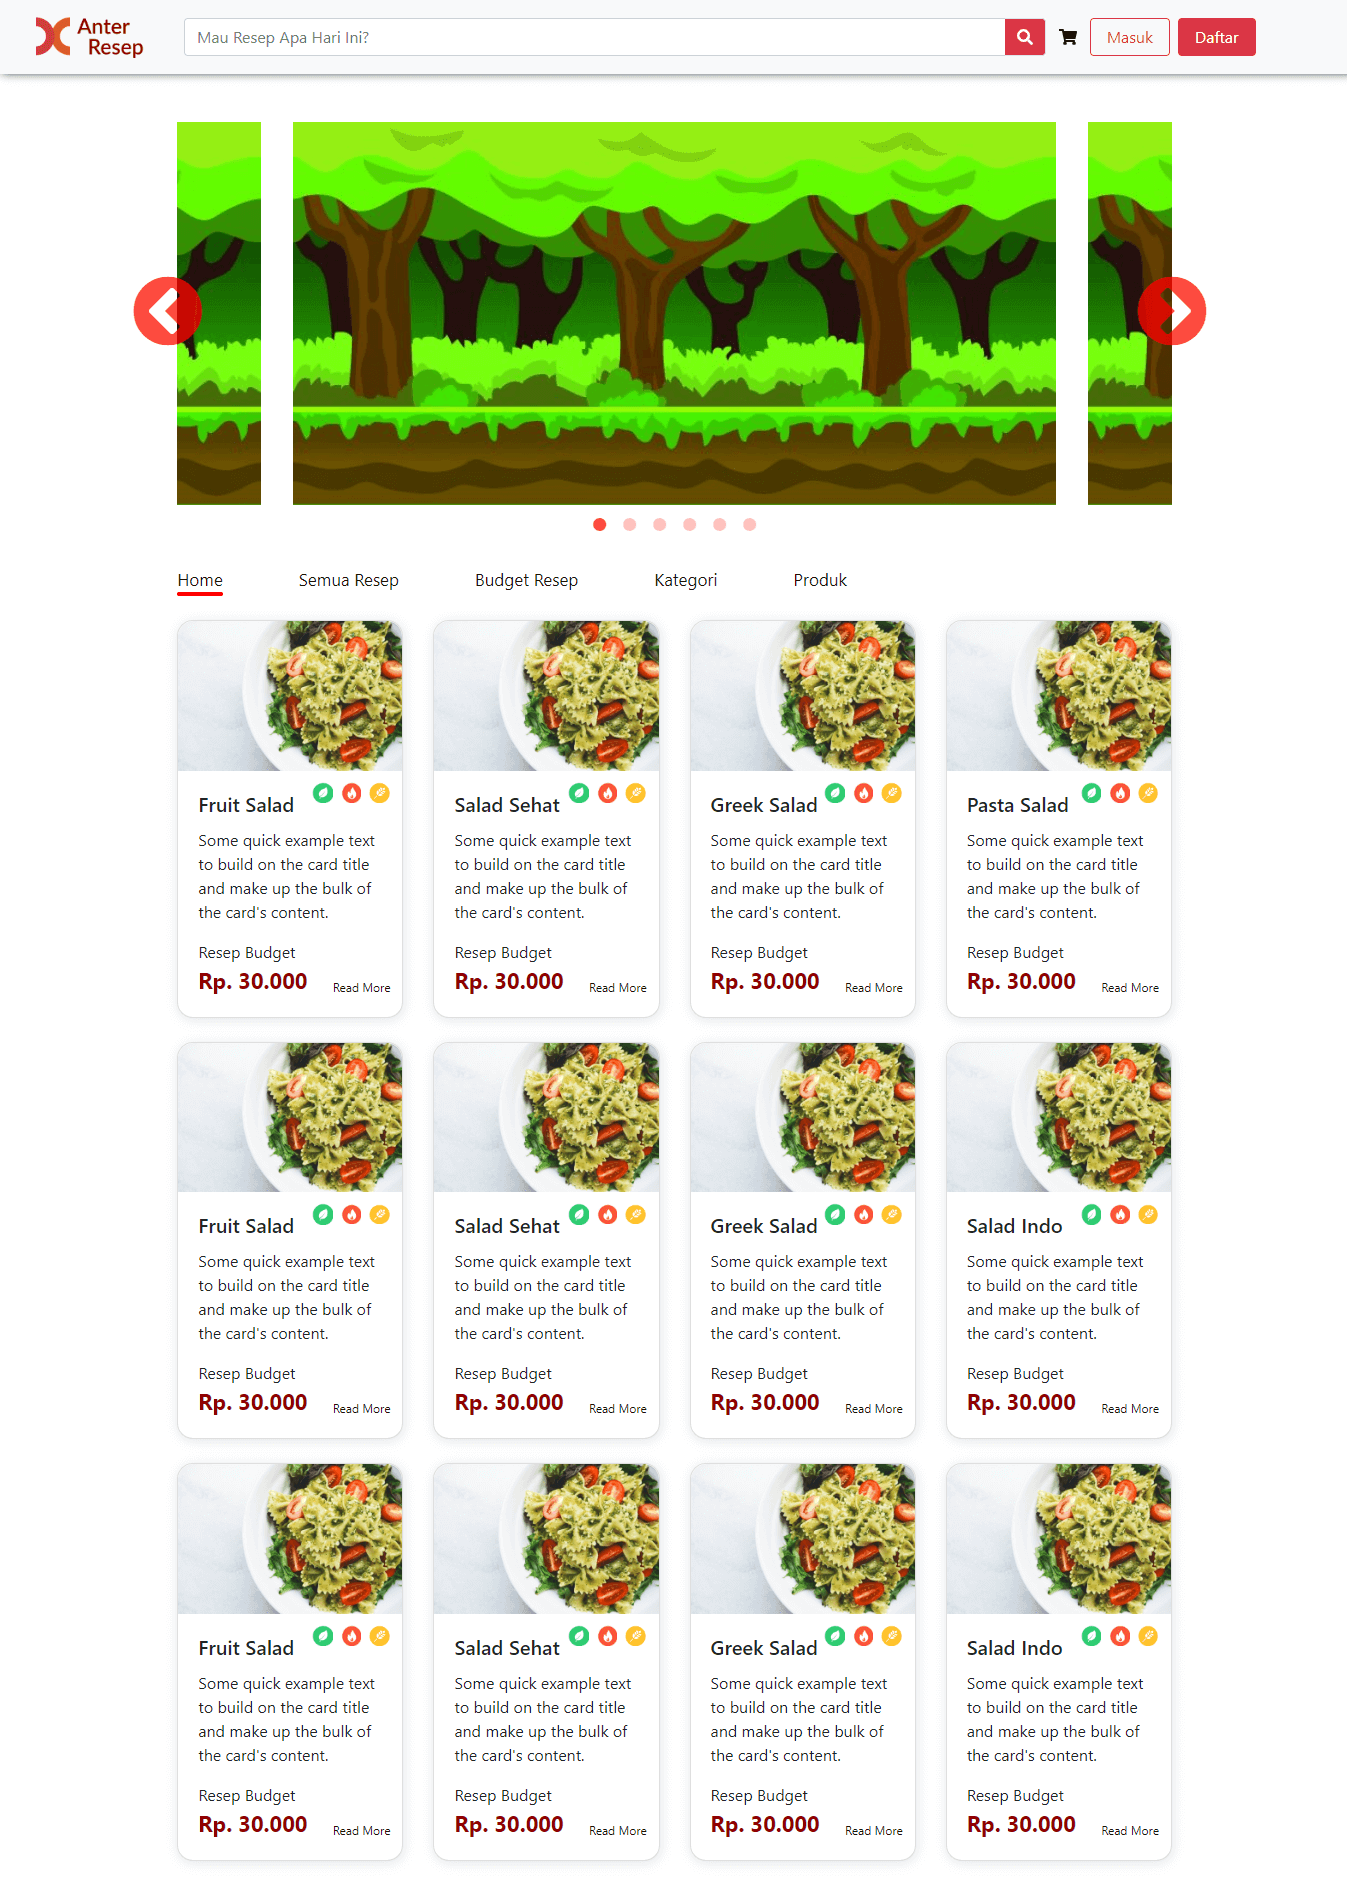 Anter
Resep
Mau Resep Apa Hari Ini?
Masuk
Daftar
Home
Semua Resep
Budget Resep
Kategori
Produk
Fruit Salad
Some quick example text
to build on the card title
and make up the bulk of
the card's content.
Resep Budget
Rp. 30.000
Read More
Salad Sehat
Some quick example text
to build on the card title
and make up the bulk of
the card's content.
Resep Budget
Rp. 30.000
Read More
Greek Salad
Some quick example text
to build on the card title
and make up the bulk of
the card's content.
Resep Budget
Rp. 30.000
Read More
Pasta Salad
Some quick example text
to build on the card title
and make up the bulk of
the card's content.
Resep Budget
Rp. 30.000
Read More
Fruit Salad
Some quick example text
to build on the card title
and make up the bulk of
the card's content.
Resep Budget
Rp. 30.000
Read More
Salad Sehat
Some quick example text
to build on the card title
and make up the bulk of
the card's content.
Resep Budget
Rp. 30.000
Read More
Greek Salad
Some quick example text
to build on the card title
and make up the bulk of
the card's content.
Resep Budget
Rp. 30.000
Read More
Salad Indo
Some quick example text
to build on the card title
and make up the bulk of
the card's content.
Resep Budget
Rp. 30.000
Read More
Fruit Salad
Some quick example text
to build on the card title
and make up the bulk of
the card's content.
Resep Budget
Rp. 30.000
Read More
Salad Sehat
Some quick example text
to build on the card title
and make up the bulk of
the card's content.
Resep Budget
Rp. 30.000
Read More
Greek Salad
Some quick example text
to build on the card title
and make up the bulk of
the card's content.
Resep Budget
Rp. 30.000
Read More
Salad Indo
Some quick example text
to build on the card title
and make up the bulk of
the card's content.
Resep Budget
Rp. 30.000
Read More